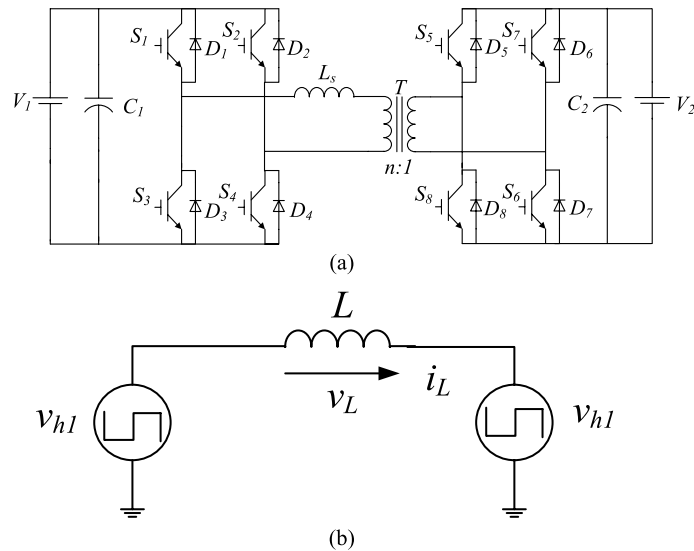 S1 D1 S2 D2 S5 D5 S7 D6
Ls T
V1 C1 C2 V2
n:1
S3 D3 S4 D4 S8 D8 S6 D7
(a)
L
vL iL
vh1 vh1
(b)